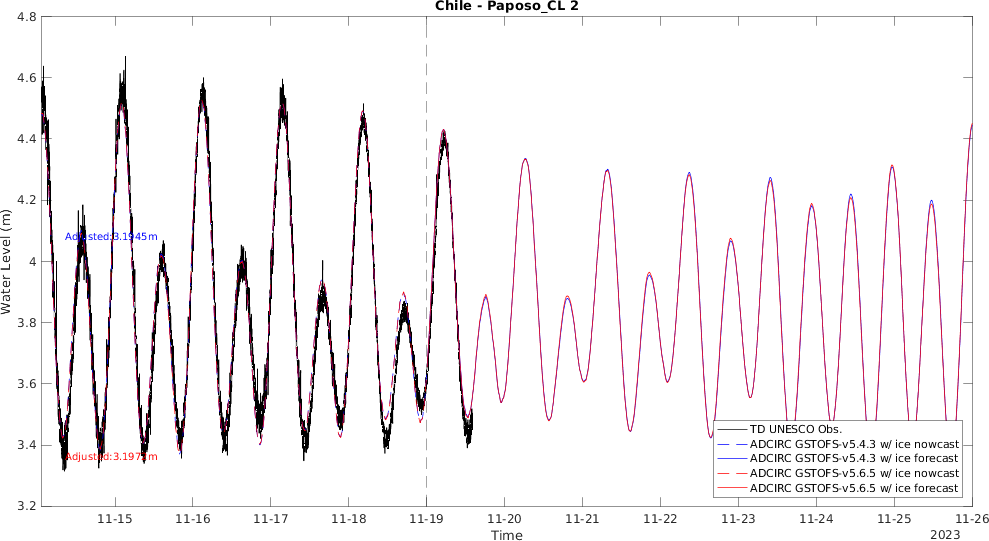 Chile - Paposo_CL 2
4.8
4.6
4.4
4.2
4
3.8
3.6
3.4
3.2
Water Level (m)
Adjusted:3.1945m
TD UNESCO Obs.
ADCIRC GSTOFS-v5.4.3 w/ ice nowcast
ADCIRC GSTOFS-v5.4.3 w/ ice forecast
ADCIRC GSTOFS-v5.6.5 w/ ice nowcast
ADCIRC GSTOFS-v5.6.5 w/ ice forecast
11-15
11-16
11-17
11-18
11-19
11-20
11-21
11-22
11-23
11-24
11-25
11-26
Time
2023